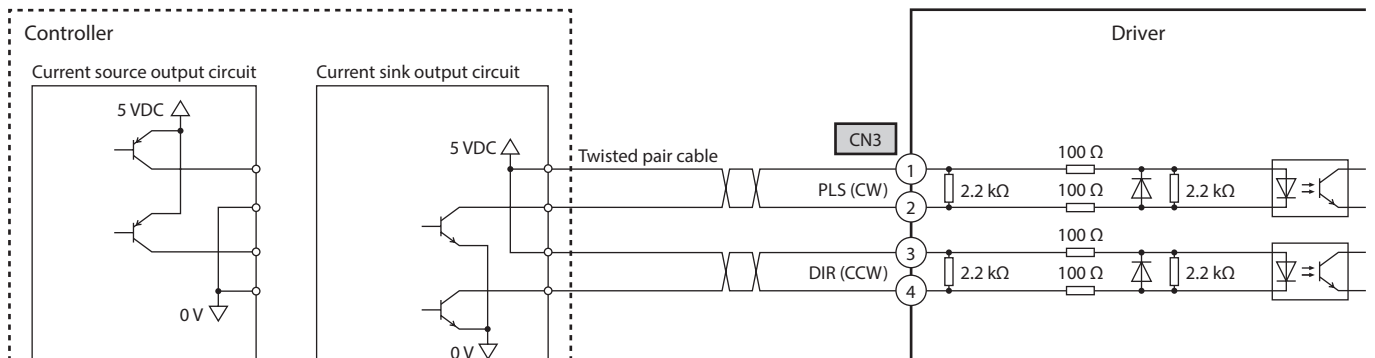 Controller
Driver
Current source output circuit
Current sink output circuit
5 VDC
0 V
5 VDC
0 V
Twisted pair cable
CN3
1
PLS (CW)
2
3
DIR (CCW)
4
2.2 kΩ
100 Ω
100 Ω
2.2 kΩ
2.2 kΩ
100 Ω
100 Ω
2.2 kΩ